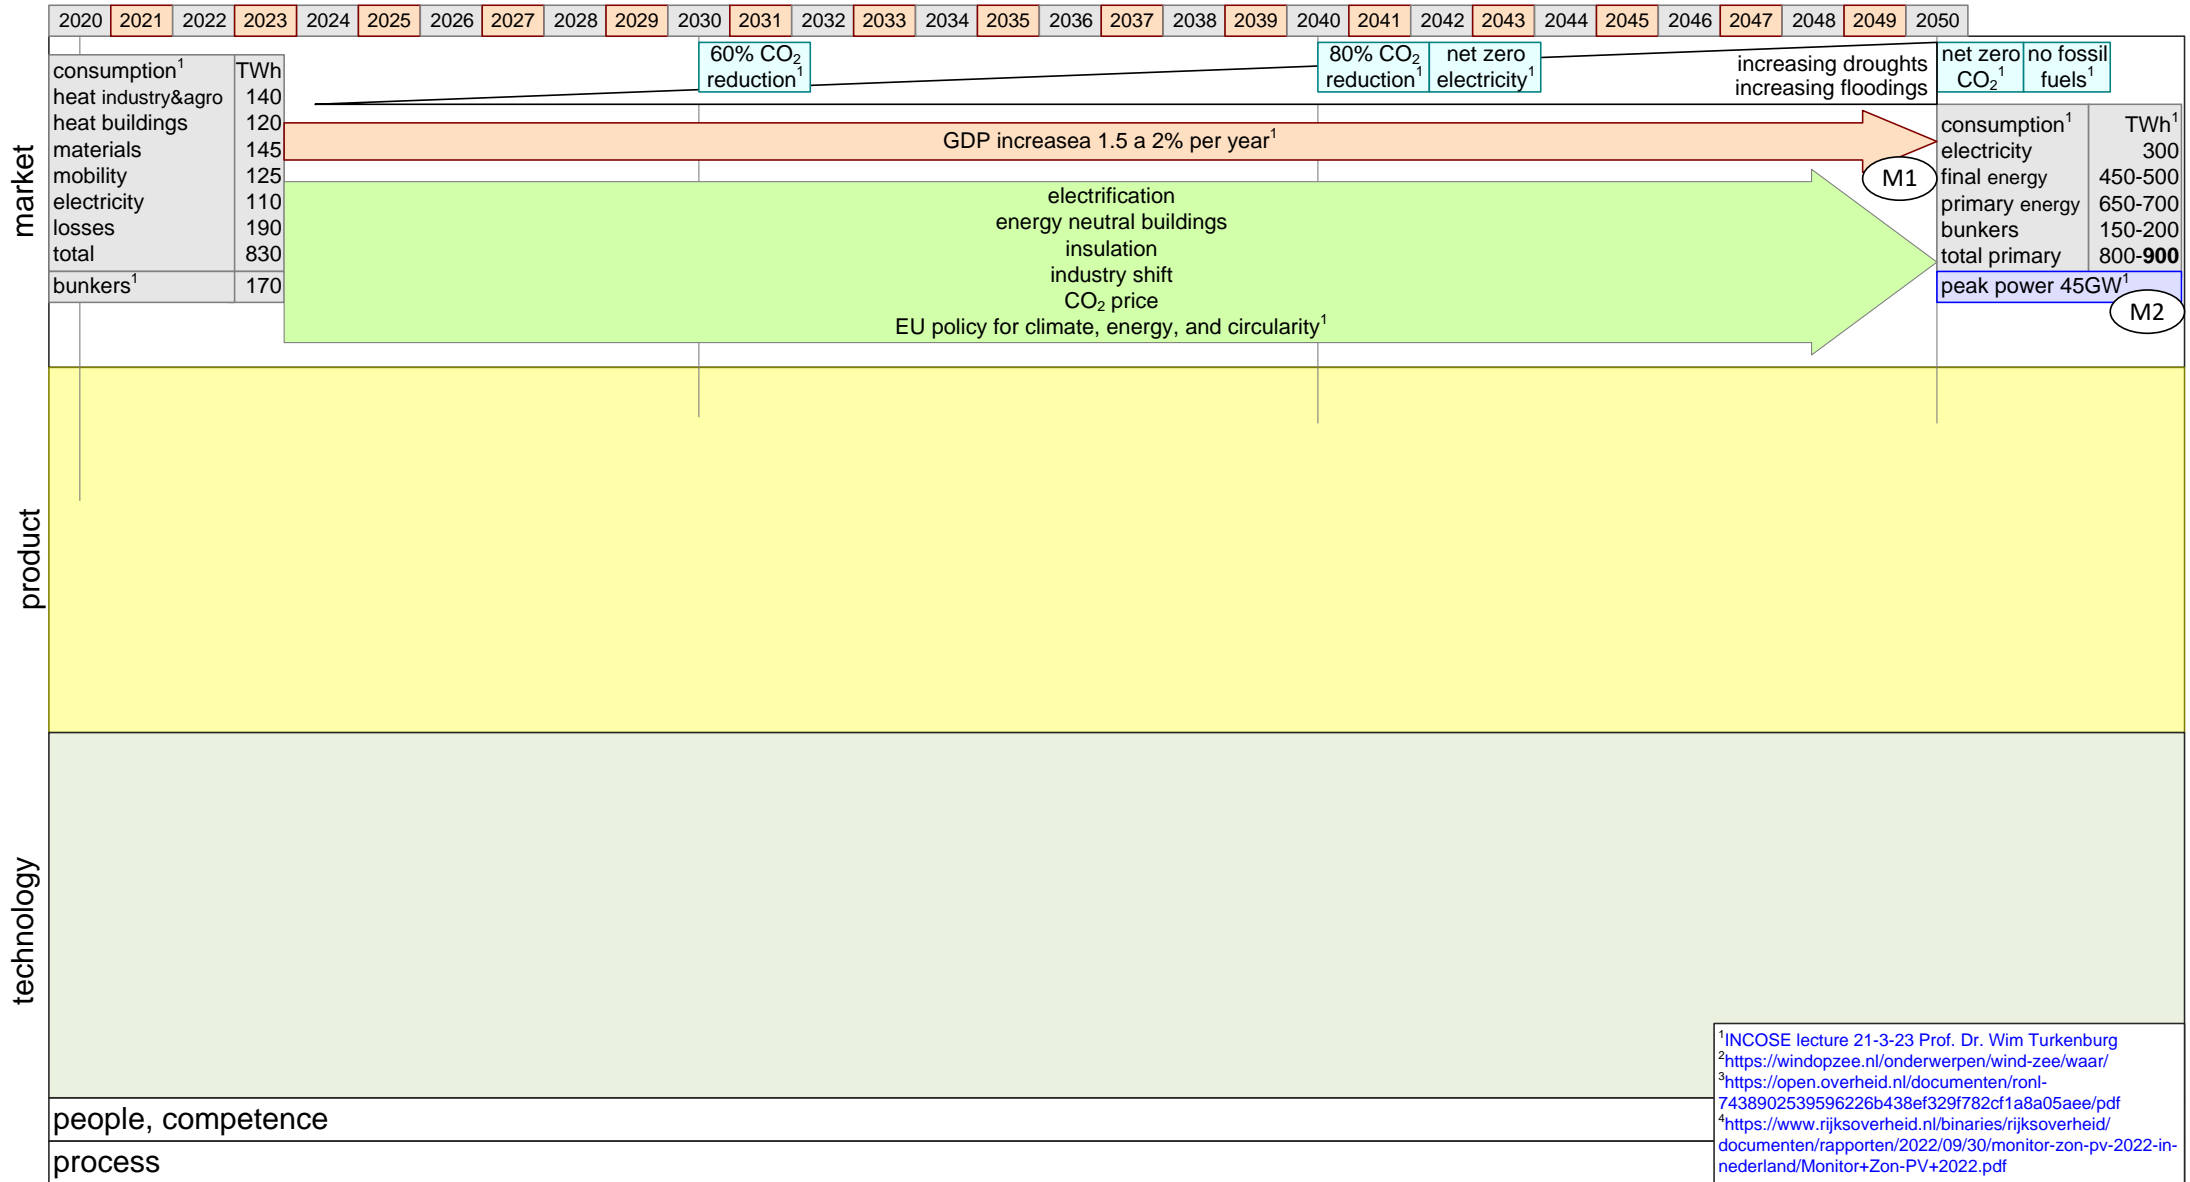 2020 2021 2022 2023 2024 2025 2026 2027 2028 2029 2030 2031 2032 2033 2034 2035 2036 2037 2038 2039 2040 2041 2042 2043 2044 2045 2046 2047 2048 2049 2050
market
consumption¹ TWh
heat industry&agro 140
heat buildings 120
materials 145
mobility 125
electricity 110
losses 190
total 830
bunkers¹ 170
60% CO₂
reduction¹
80% CO₂
reduction¹
net zero
electricity¹
increasing droughts
increasing floodings
net zero
CO₂¹
no fossil
fuels¹
GDP increasea 1.5 a 2% per year¹
M1
electrification
energy neutral buildings
insulation
industry shift
CO₂ price
EU policy for climate, energy, and circularity¹
consumption¹ TWh¹
electricity 300
final energy 450-500
primary energy 650-700
bunkers 150-200
total primary 800-900
peak power 45GW¹
M2
product
technology
people, competence
process
¹INCOSE lecture 21-3-23 Prof. Dr. Wim Turkenburg
²https://windopzee.nl/onderwerpen/wind-zee/waar/
³https://open.overheid.nl/documenten/ronl-
7438902539596226b438ef329f782cf1a8a05aee/pdf
⁴https://www.rijksoverheid.nl/binaries/rijksoverheid/
documenten/rapporten/2022/09/30/monitor-zon-pv-2022-in-
nederland/Monitor+Zon-PV+2022.pdf